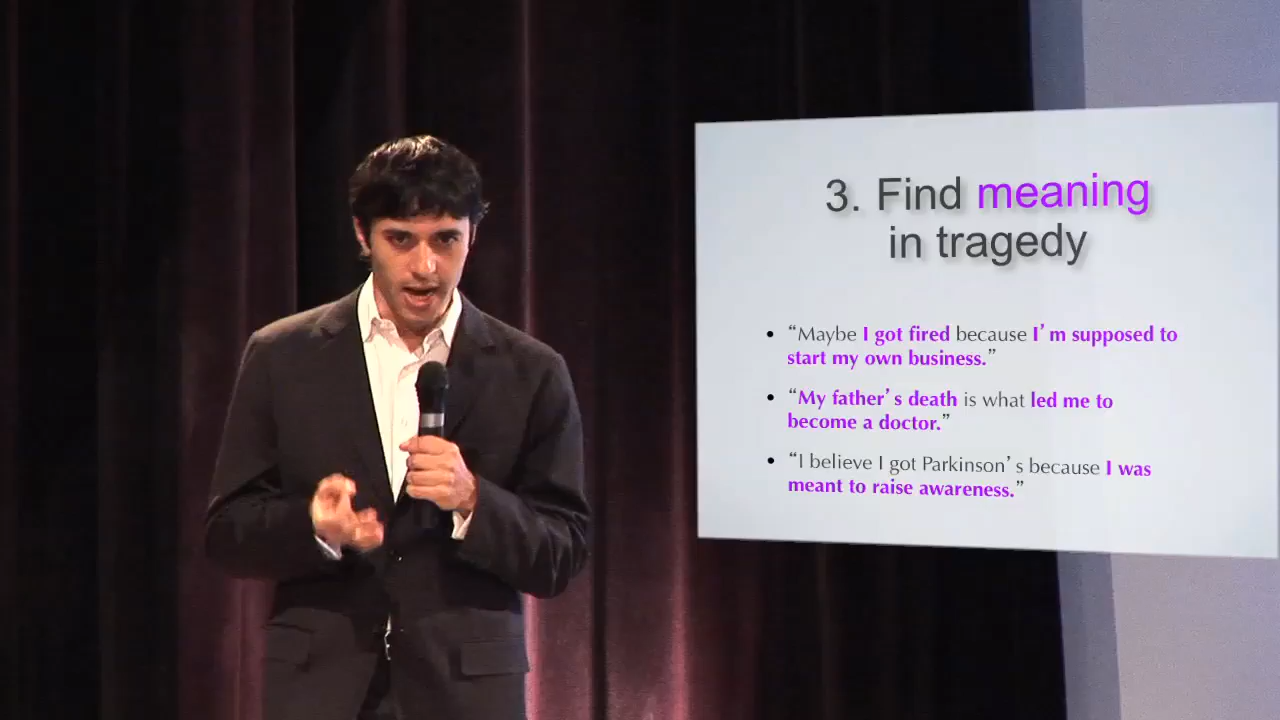 3. Find meaning
in tragedy
• “Maybe I got fired because I’m supposed to
start my own business.”
• “My father’s death is what led me to
become a doctor.”
• “I believe I got Parkinson’s because I was
meant to raise awareness.”